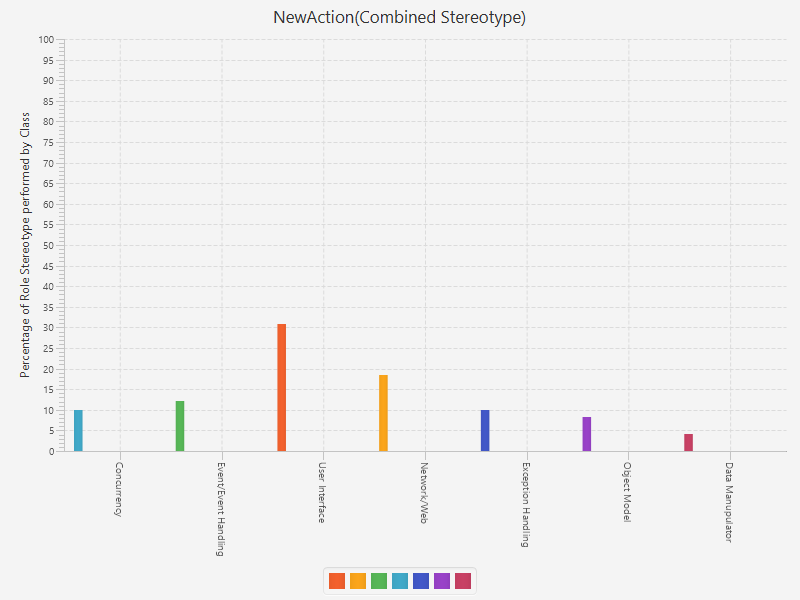 NewAction(Combined Stereotype)
Percentage of Role Stereotype performed by Class
100
95
90
85
80
75
70
65
60
55
50
45
40
35
30
25
20
15
10
5
0
Concurrency
Event/Event Handling
User Interface
Network/Web
Exception Handling
Object Model
Data Manupulator